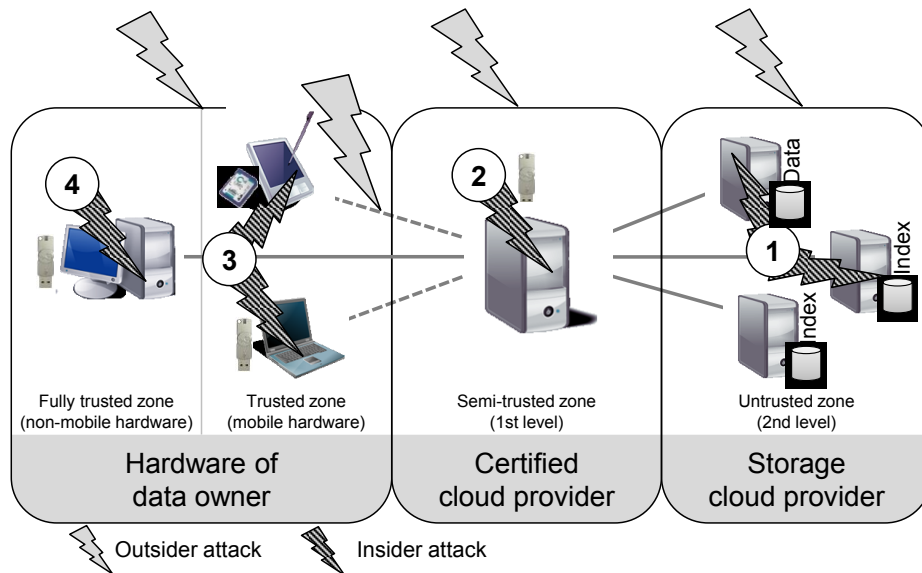 4
3
2
1
Data
Index
Index
Fully trusted zone
(non-mobile hardware)
Trusted zone
(mobile hardware)
Semi-trusted zone
(1st level)
Untrusted zone
(2nd level)
Hardware of
data owner
Certified
cloud provider
Storage
cloud provider
Outsider attack
Insider attack